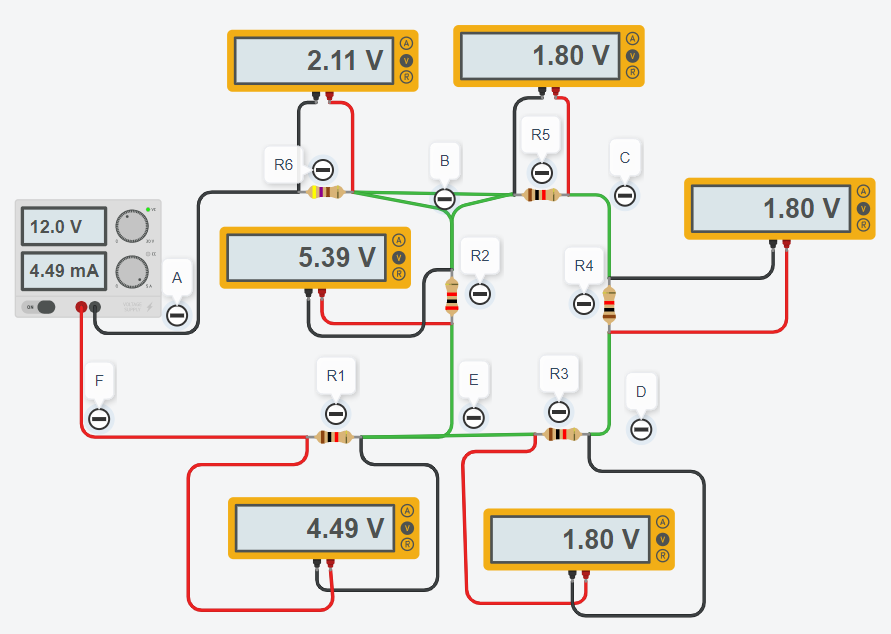 2.11 V
A
V
R
1.80 V
A
V
R
R6
B
R5
C
1.80 V
A
V
R
12.0 V
4.49 mA
ON
A
5.39 V
A
V
R
R2
R4
F
R1
E
R3
D
4.49 V
A
V
R
1.80 V
A
V
R